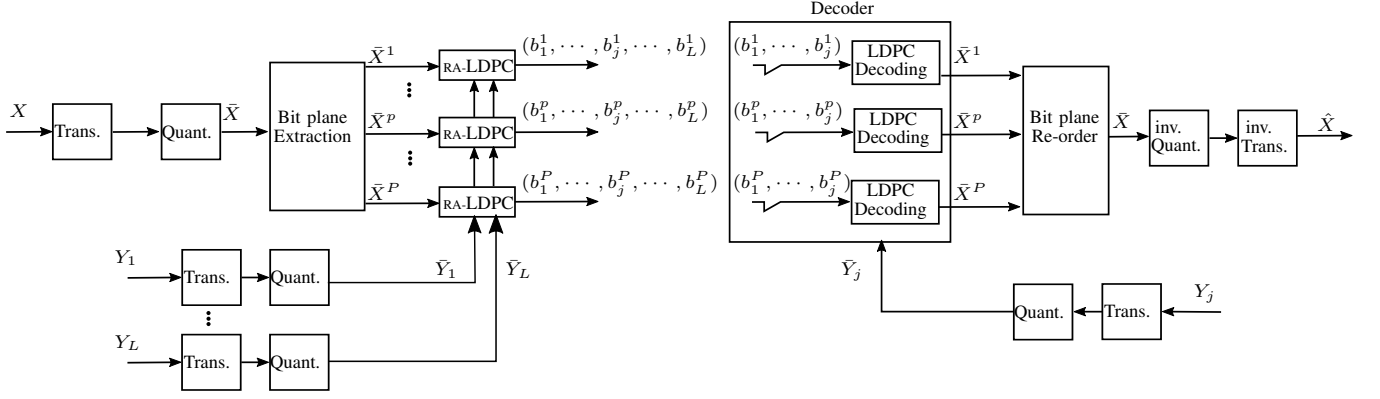 Decoder
X
Trans.
Quant.
X̄
Bit plane
Extraction
X̄¹
X̄ᵖ
X̄ᴾ
RA-LDPC
RA-LDPC
RA-LDPC
(b₁¹, ⋯ , bⱼ¹, ⋯ , b_L¹)
(b₁ᵖ, ⋯ , bⱼᵖ, ⋯ , b_Lᵖ)
(b₁ᴾ, ⋯ , bⱼᴾ, ⋯ , b_Lᴾ)
Y₁
Trans.
Quant.
Ȳ₁
Ȳ_L
Y_L
Trans.
Quant.
(b₁¹, ⋯ , bⱼ¹)
LDPC
Decoding
X̄¹
(b₁ᵖ, ⋯ , bⱼᵖ)
LDPC
Decoding
X̄ᵖ
(b₁ᴾ, ⋯ , bⱼᴾ)
LDPC
Decoding
X̄ᴾ
Bit plane
Re-order
X̄
inv.
Quant.
inv.
Trans.
X̂
Ȳⱼ
Quant.
Trans.
Yⱼ